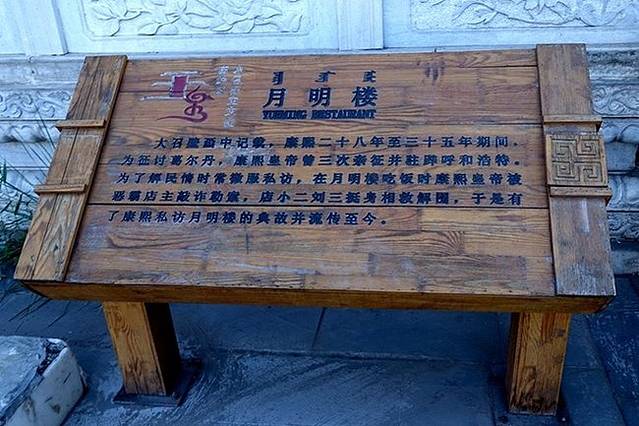 月明楼
YUEMING RESTAURANT
大召壁画中记载，康熙二十八年至三十五年期间，
为征讨葛尔丹，康熙皇帝曾三次亲征并驻跸呼和浩特。
为了解民情时常微服私访，在月明楼吃饭时康熙皇帝被
恶霸店主敲诈勒索，店小二刘三挺身相救解围，于是有
了康熙私访月明楼的典故并流传至今。